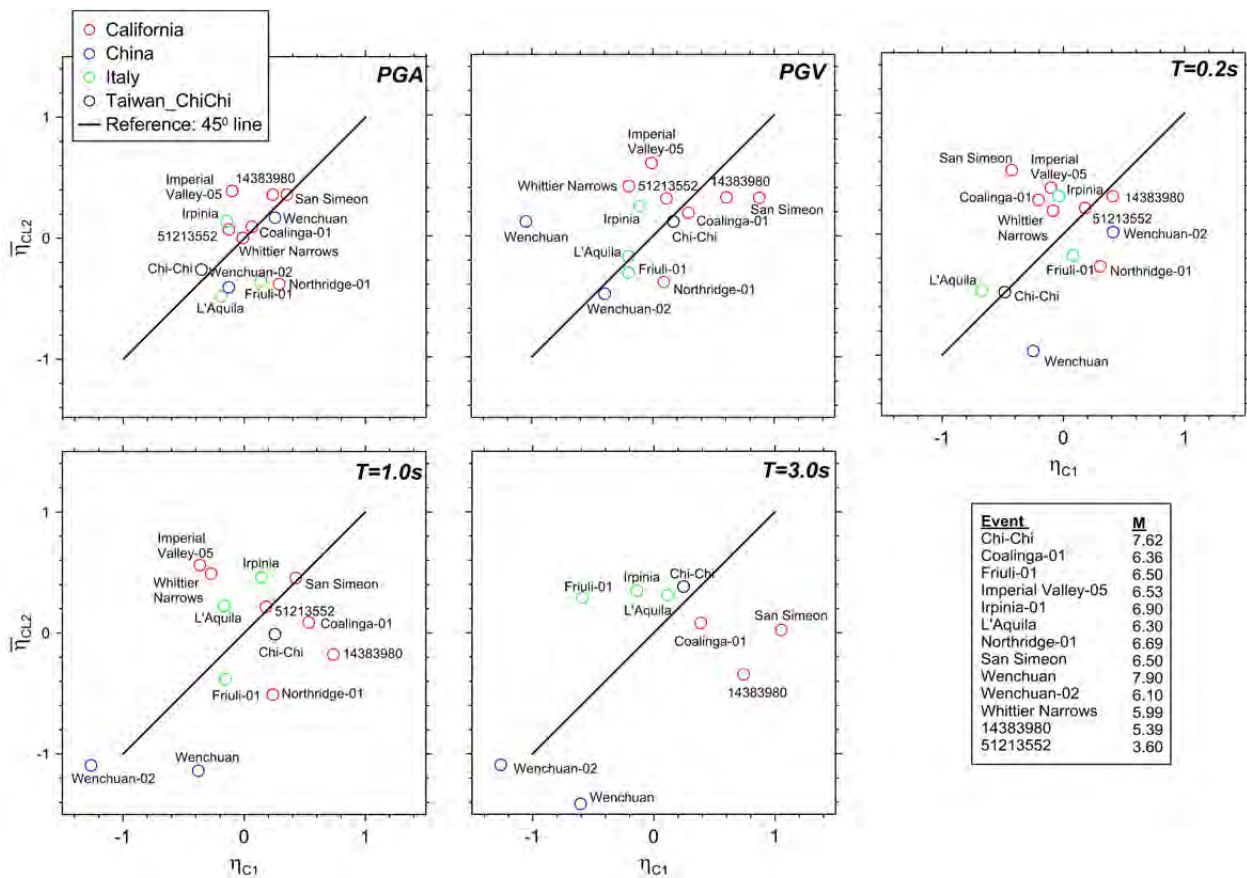 California
China
Italy
Taiwan_ChiChi
Reference: 45⁰ line
PGA
1
0
-1
η̅CL2
14383980
Imperial
Valley-05
San Simeon
Irpinia
Wenchuan
51213552
Coalinga-01
Whittier Narrows
Chi-Chi
Wenchuan-02
Northridge-01
Friuli-01
L'Aquila
PGV
Imperial
Valley-05
Whittier Narrows
51213552
14383980
San Simeon
Irpinia
Coalinga-01
Wenchuan
Chi-Chi
L'Aquila
Friuli-01
Northridge-01
Wenchuan-02
T=0.2s
San Simeon
Imperial
Valley-05
Irpinia
Coalinga-01
14383980
51213552
Whittier
Narrows
Wenchuan-02
Friuli-01
Northridge-01
L'Aquila
Chi-Chi
Wenchuan
-1
0
1
ηC1
T=1.0s
1
0
-1
η̅CL2
Imperial
Valley-05
Irpinia
Whittier
Narrows
San Simeon
L'Aquila
51213552
Coalinga-01
Chi-Chi
14383980
Friuli-01
Northridge-01
Wenchuan
Wenchuan-02
-1
0
1
ηC1
T=3.0s
Friuli-01
Irpinia
Chi-Chi
L'Aquila
San Simeon
Coalinga-01
14383980
Wenchuan-02
Wenchuan
-1
0
1
ηC1
Event M
Chi-Chi 7.62
Coalinga-01 6.36
Friuli-01 6.50
Imperial Valley-05 6.53
Irpinia-01 6.90
L'Aquila 6.30
Northridge-01 6.69
San Simeon 6.50
Wenchuan 7.90
Wenchuan-02 6.10
Whittier Narrows 5.99
14383980 5.39
51213552 3.60